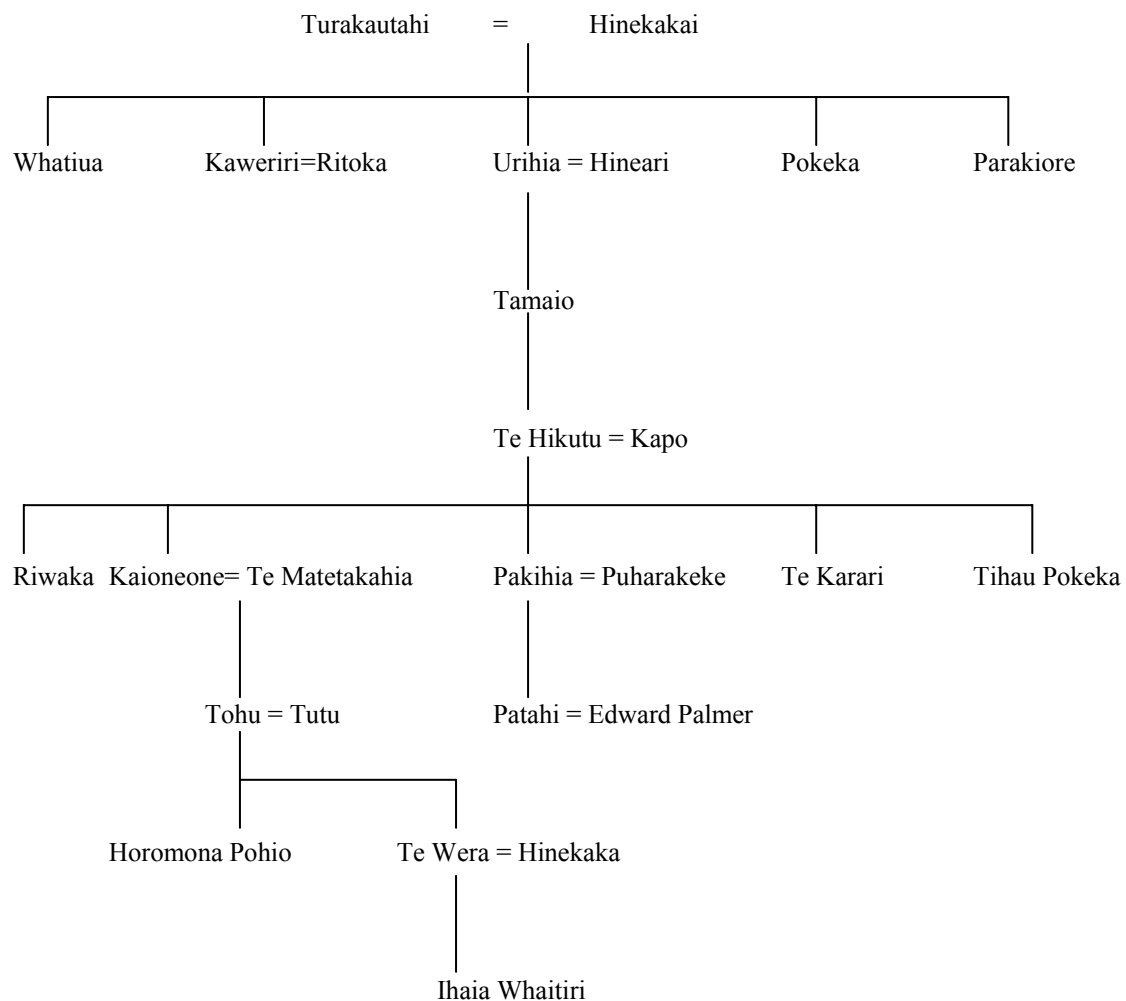 Turakautahi = Hinekakai
Whatiua Kaweriri=Ritoka Urihia = Hineari Pokeka Parakiore
Tamaio
Te Hikutu = Kapo
Riwaka Kaioneone= Te Matetakahia Pakihia = Puharakeke Te Karari Tihau Pokeka
Tohu = Tutu Patahi = Edward Palmer
Horomona Pohio Te Wera = Hinekaka
Ihaia Whaitiri